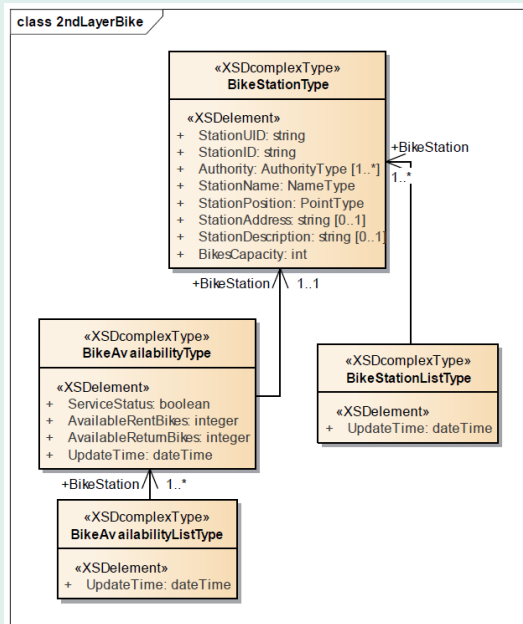 class 2ndLayerBike
«XSDcomplexType»
BikeStationType
«XSDelement»
+ StationUID: string
+ StationID: string
+ Authority: AuthorityType [1..*]
+ StationName: NameType
+ StationPosition: PointType
+ StationAddress: string [0..1]
+ StationDescription: string [0..1]
+ BikesCapacity: int
+BikeStation
1..*
+BikeStation 1..1
«XSDcomplexType»
BikeAvailabilityType
«XSDelement»
+ ServiceStatus: boolean
+ AvailableRentBikes: integer
+ AvailableReturnBikes: integer
+ UpdateTime: dateTime
«XSDcomplexType»
BikeStationListType
«XSDelement»
+ UpdateTime: dateTime
+BikeStation 1..*
«XSDcomplexType»
BikeAvailabilityListType
«XSDelement»
+ UpdateTime: dateTime